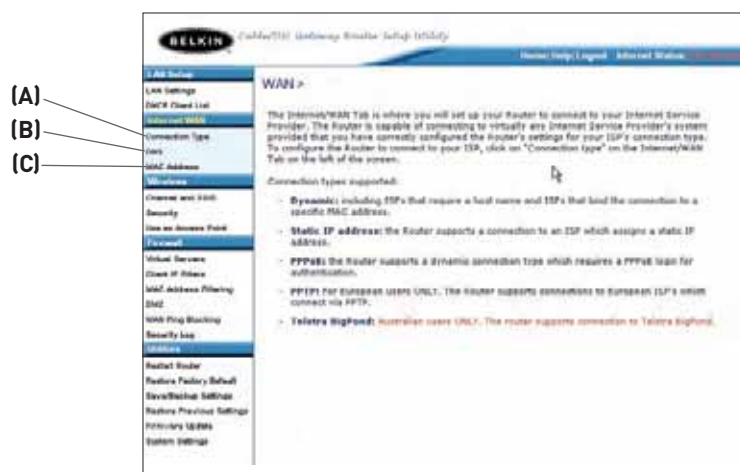 BELKIN Cable/DSL Gateway Router Setup Utility
Home|Help|Logout Internet Status:
(A)
(B)
(C)
LAN Setup
LAN Settings
DHCP Client List
Internet WAN
Connection Type
DNS
MAC Address
Wireless
Channel and SSID
Security
Use as Access Point
Firewall
Virtual Servers
Client IP Filters
MAC Address Filtering
DMZ
WAN Ping Blocking
Security Log
Utilities
Restart Router
Restore Factory Default
Save/Backup Settings
Restore Previous Settings
Firmware Update
System Settings
WAN >
The Internet/WAN Tab is where you will set up your Router to connect to your Internet Service
Provider. The Router is capable of connecting to virtually any Internet Service Provider's system
provided that you have correctly configured the Router's settings for your ISP's connection type.
To configure the Router to connect to your ISP, click on "Connection type" on the Internet/WAN
Tab on the left of the screen.
Connection types supported:
- Dynamic: including ISPs that require a host name and ISPs that bind the connection to a
specific MAC address.
- Static IP address: the Router supports a connection to an ISP which assigns a static IP
address.
- PPPoE: the Router supports a dynamic connection type which requires a PPPoE login for
authentication.
- PPTP: For European users ONLY. The Router supports connections to European ISP's which
connect via PPTP.
- Telstra BigPond: Australian users ONLY. The router supports connection to Telstra BigPond.